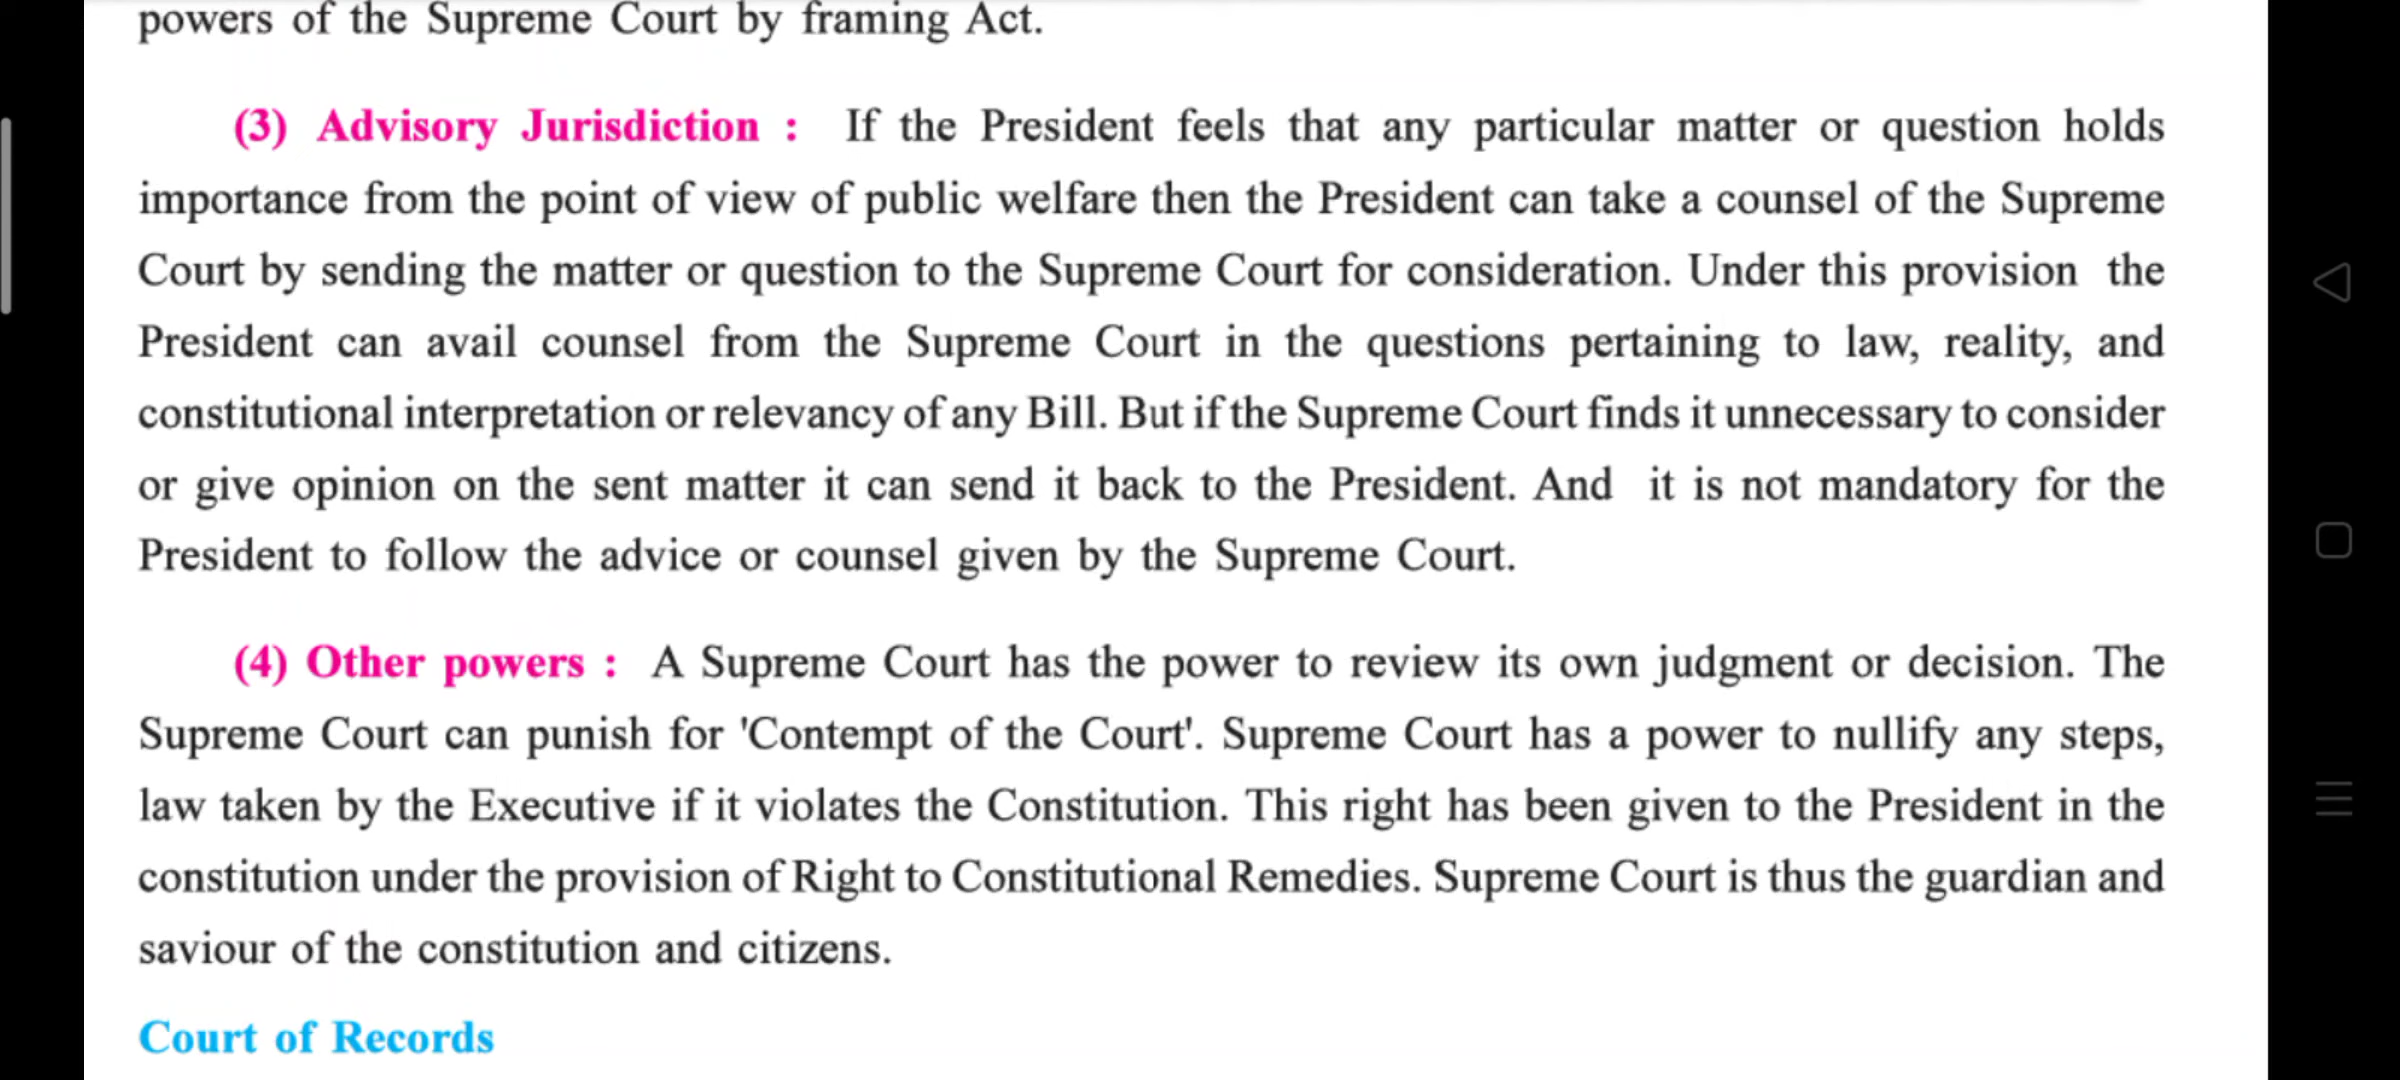 powers of the Supreme Court by framing Act.
(3) Advisory Jurisdiction : If the President feels that any particular matter or question holds
importance from the point of view of public welfare then the President can take a counsel of the Supreme
Court by sending the matter or question to the Supreme Court for consideration. Under this provision the
President can avail counsel from the Supreme Court in the questions pertaining to law, reality, and
constitutional interpretation or relevancy of any Bill. But if the Supreme Court finds it unnecessary to consider
or give opinion on the sent matter it can send it back to the President. And it is not mandatory for the
President to follow the advice or counsel given by the Supreme Court.
(4) Other powers : A Supreme Court has the power to review its own judgment or decision. The
Supreme Court can punish for 'Contempt of the Court'. Supreme Court has a power to nullify any steps,
law taken by the Executive if it violates the Constitution. This right has been given to the President in the
constitution under the provision of Right to Constitutional Remedies. Supreme Court is thus the guardian and
saviour of the constitution and citizens.
Court of Records